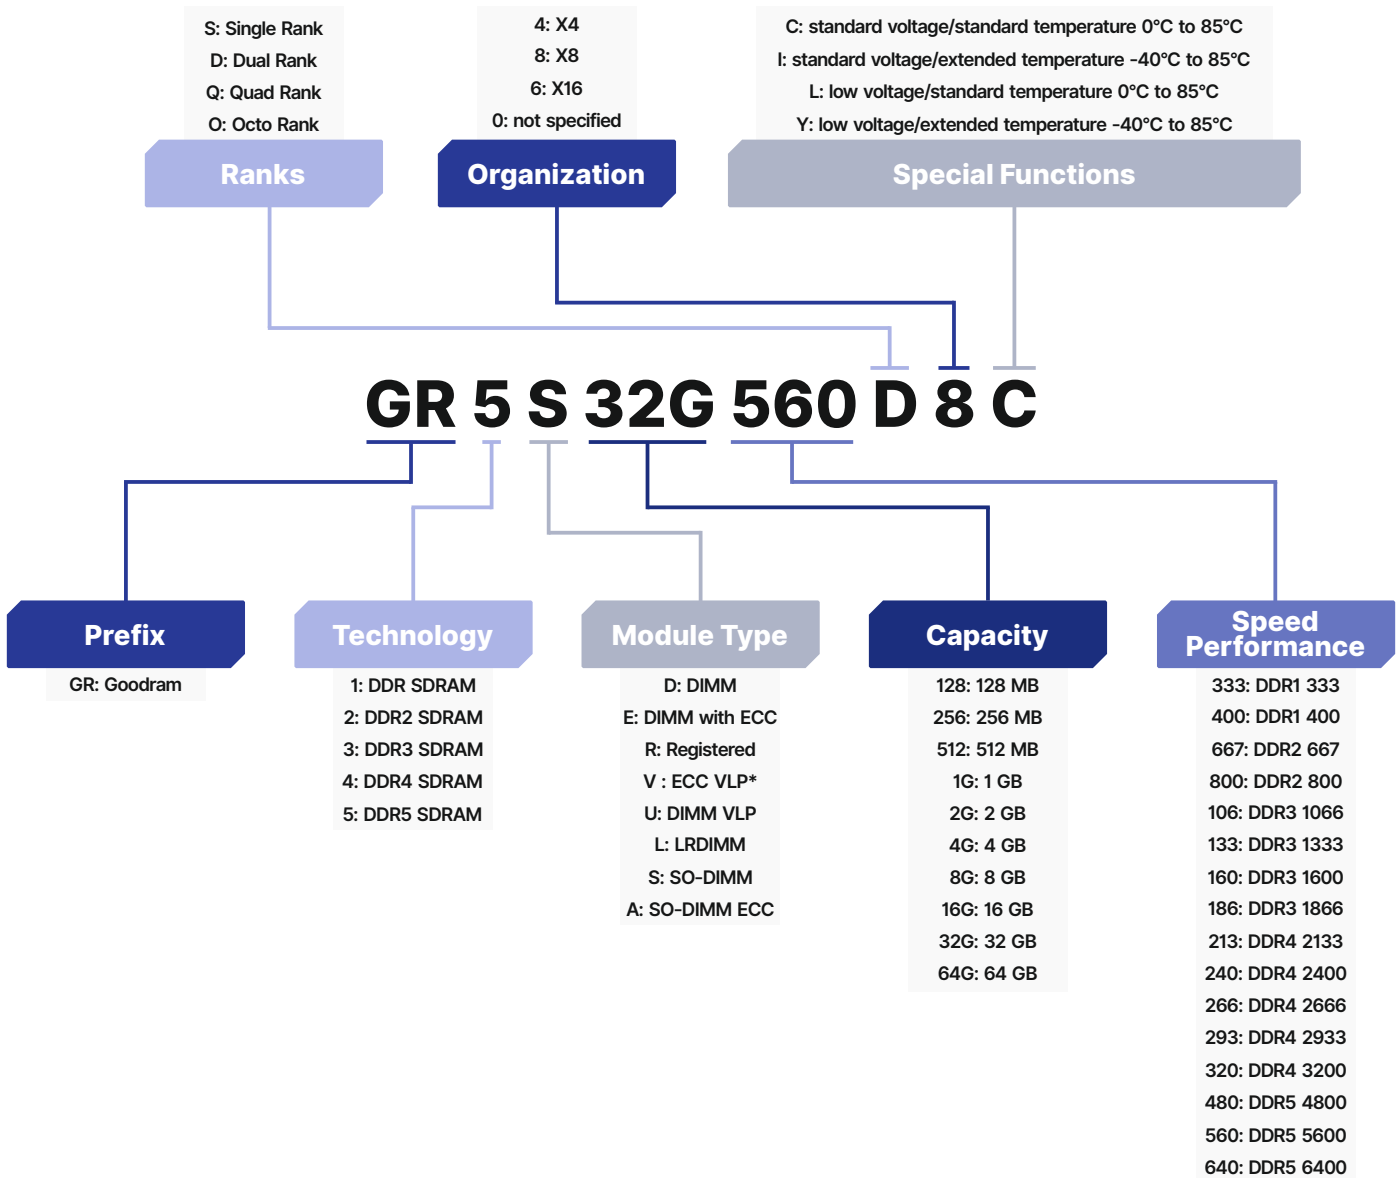 S: Single Rank
D: Dual Rank
Q: Quad Rank
O: Octo Rank
Ranks
4: X4
8: X8
6: X16
0: not specified
Organization
C: standard voltage/standard temperature 0°C to 85°C
I: standard voltage/extended temperature -40°C to 85°C
L: low voltage/standard temperature 0°C to 85°C
Y: low voltage/extended temperature -40°C to 85°C
Special Functions
GR 5 S 32G 560 D 8 C
Prefix
GR: Goodram
Technology
1: DDR SDRAM
2: DDR2 SDRAM
3: DDR3 SDRAM
4: DDR4 SDRAM
5: DDR5 SDRAM
Module Type
D: DIMM
E: DIMM with ECC
R: Registered
V : ECC VLP*
U: DIMM VLP
L: LRDIMM
S: SO-DIMM
A: SO-DIMM ECC
Capacity
128: 128 MB
256: 256 MB
512: 512 MB
1G: 1 GB
2G: 2 GB
4G: 4 GB
8G: 8 GB
16G: 16 GB
32G: 32 GB
64G: 64 GB
Speed
Performance
333: DDR1 333
400: DDR1 400
667: DDR2 667
800: DDR2 800
106: DDR3 1066
133: DDR3 1333
160: DDR3 1600
186: DDR3 1866
213: DDR4 2133
240: DDR4 2400
266: DDR4 2666
293: DDR4 2933
320: DDR4 3200
480: DDR5 4800
560: DDR5 5600
640: DDR5 6400